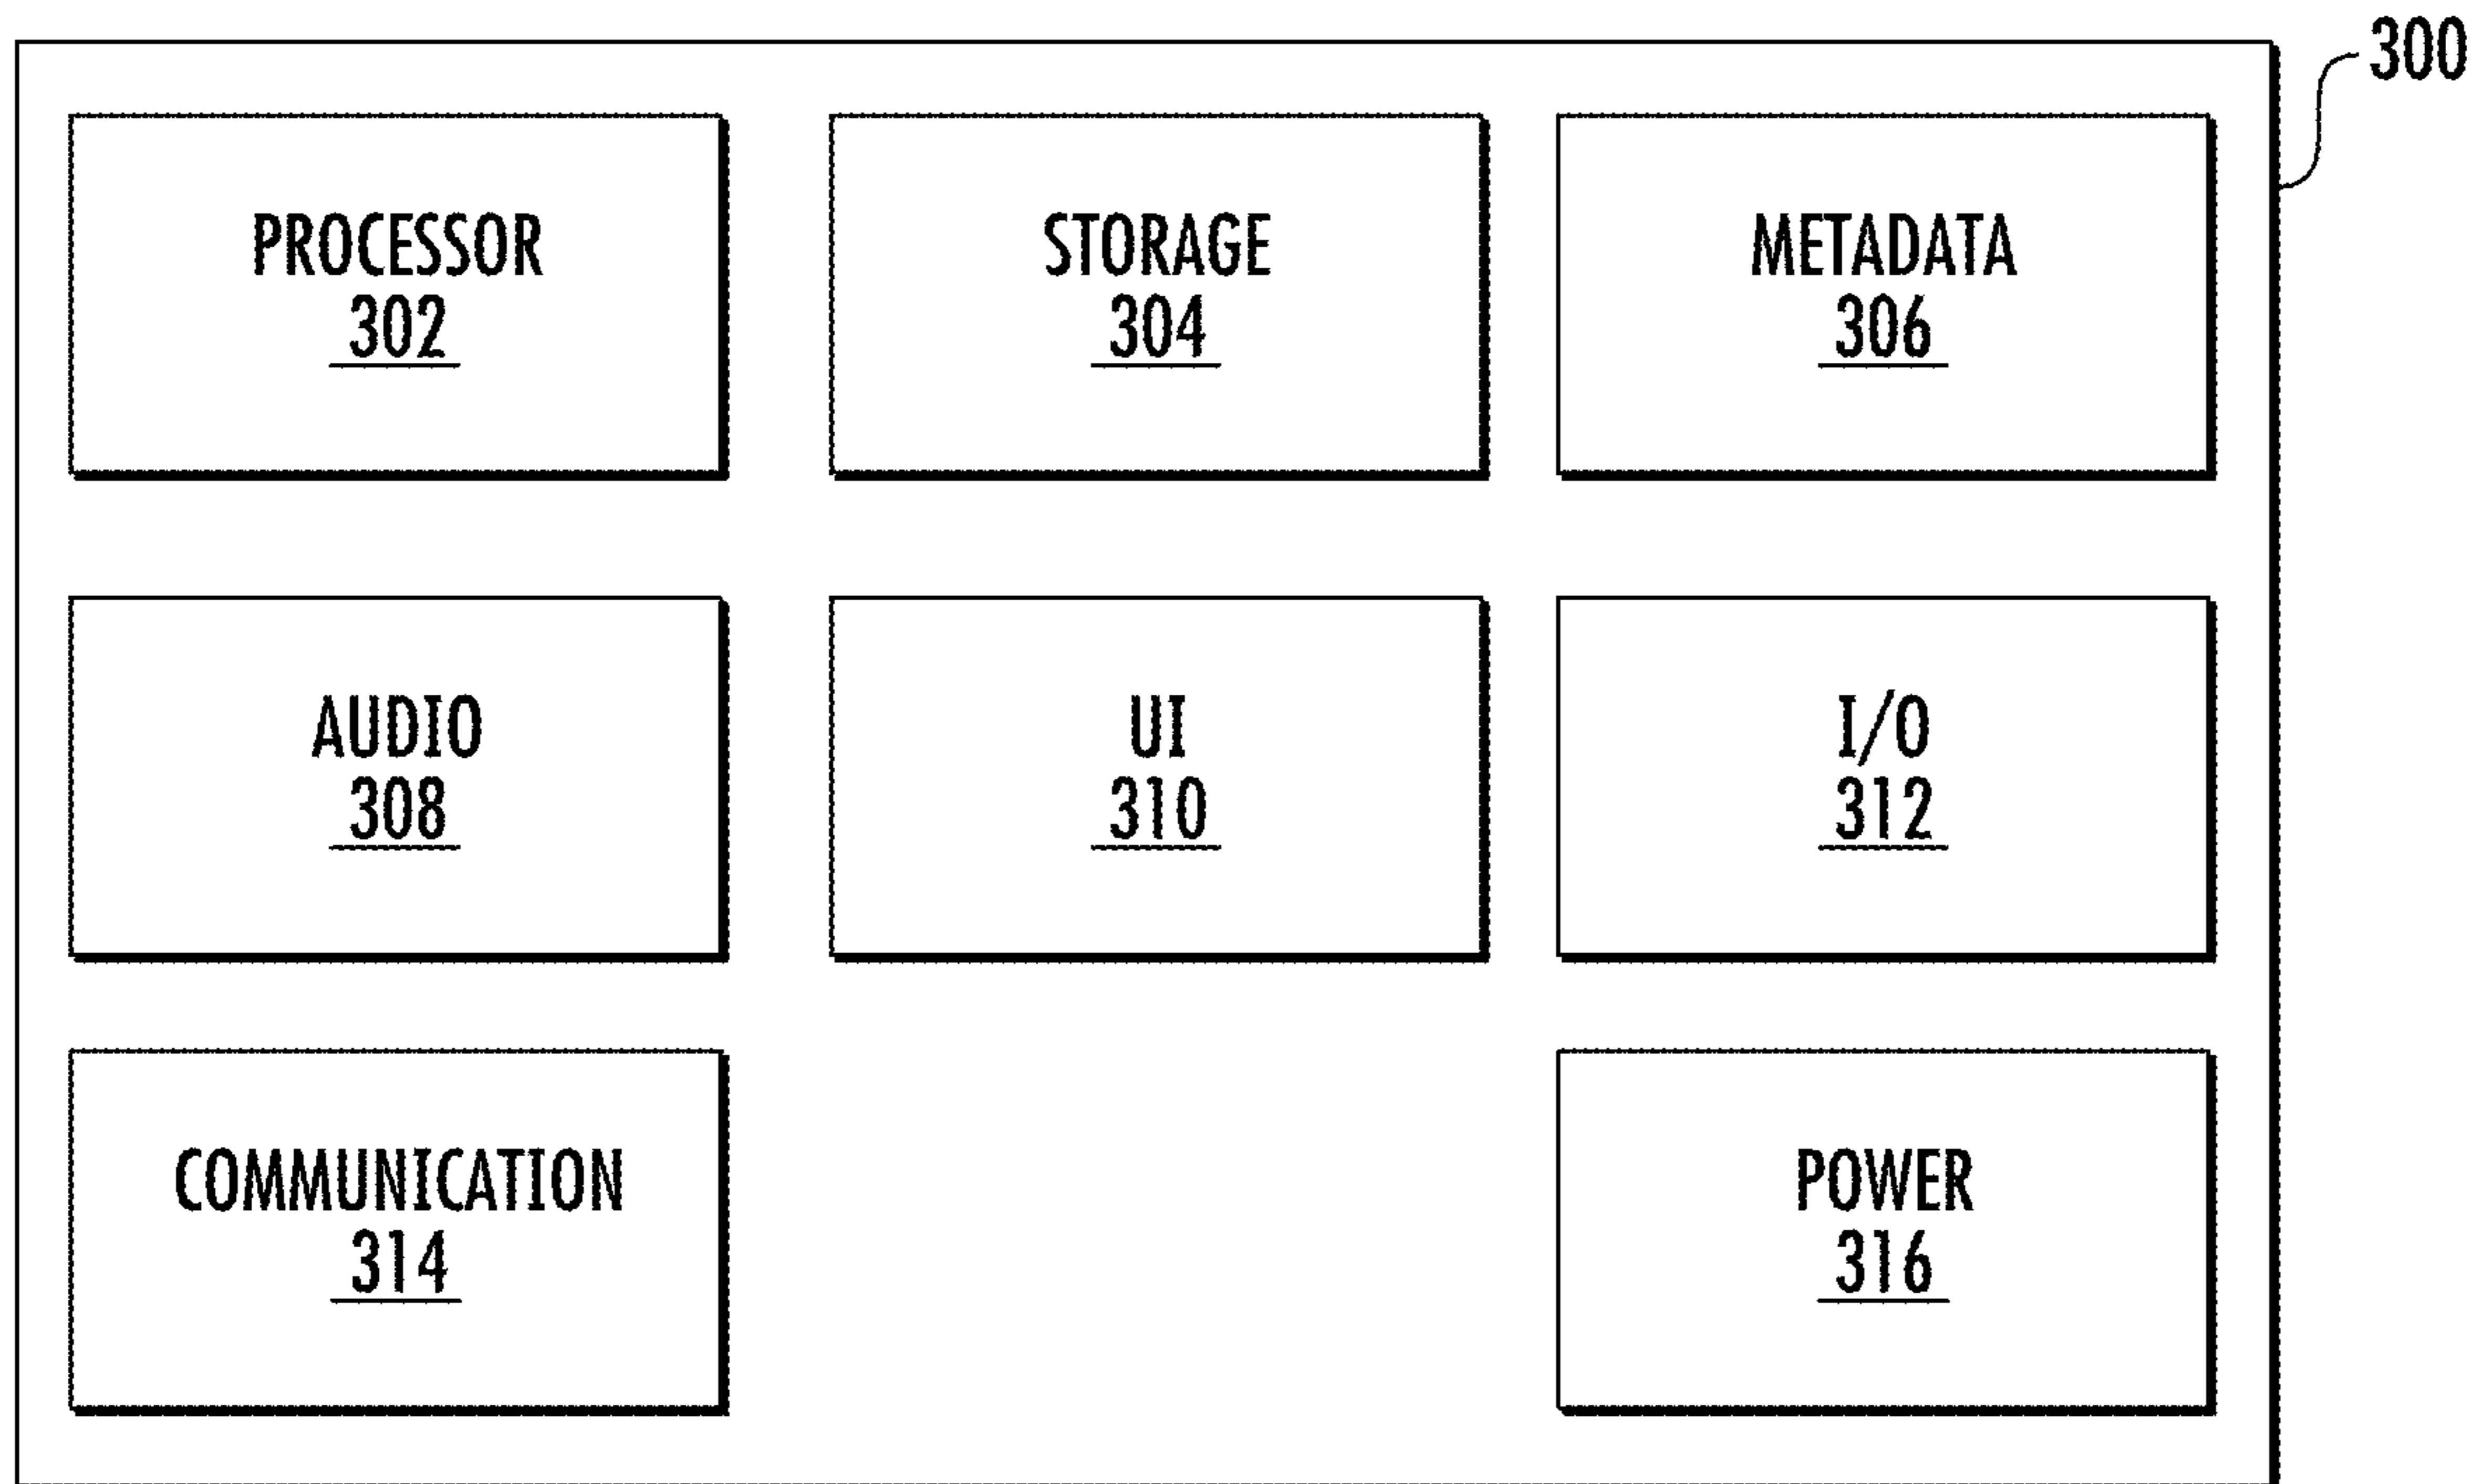 300
PROCESSOR
302
STORAGE
304
METADATA
306
AUDIO
308
UI
310
I/O
312
COMMUNICATION
314
POWER
316